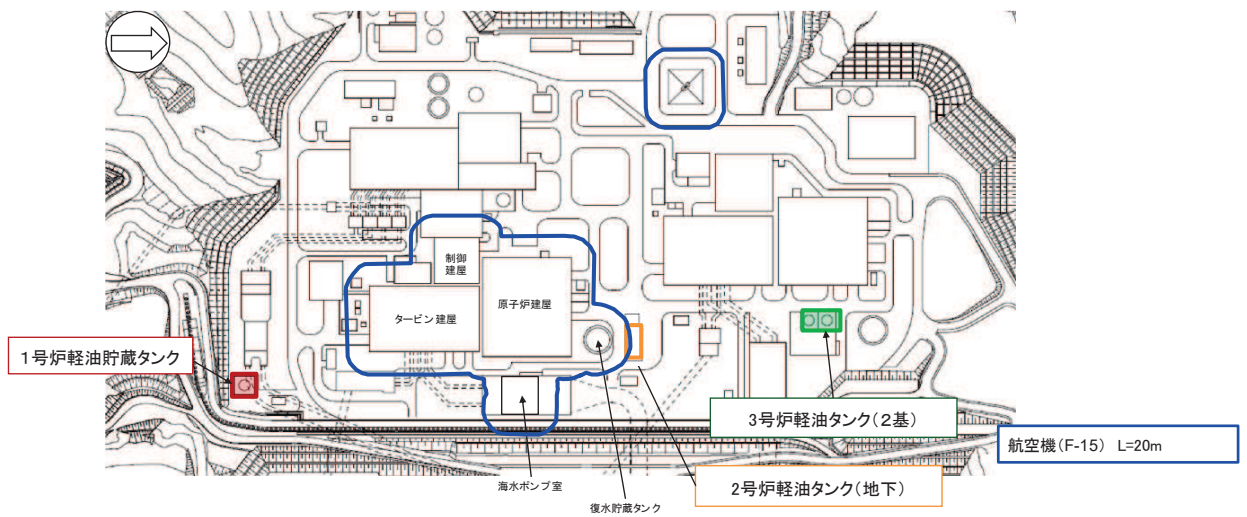 制御
建屋
原子炉建屋
タービン建屋
1号炉軽油貯蔵タンク
3号炉軽油タンク(2基)
航空機(F-15) L=20m
2号炉軽油タンク(地下)
海水ポンプ室
復水貯蔵タンク